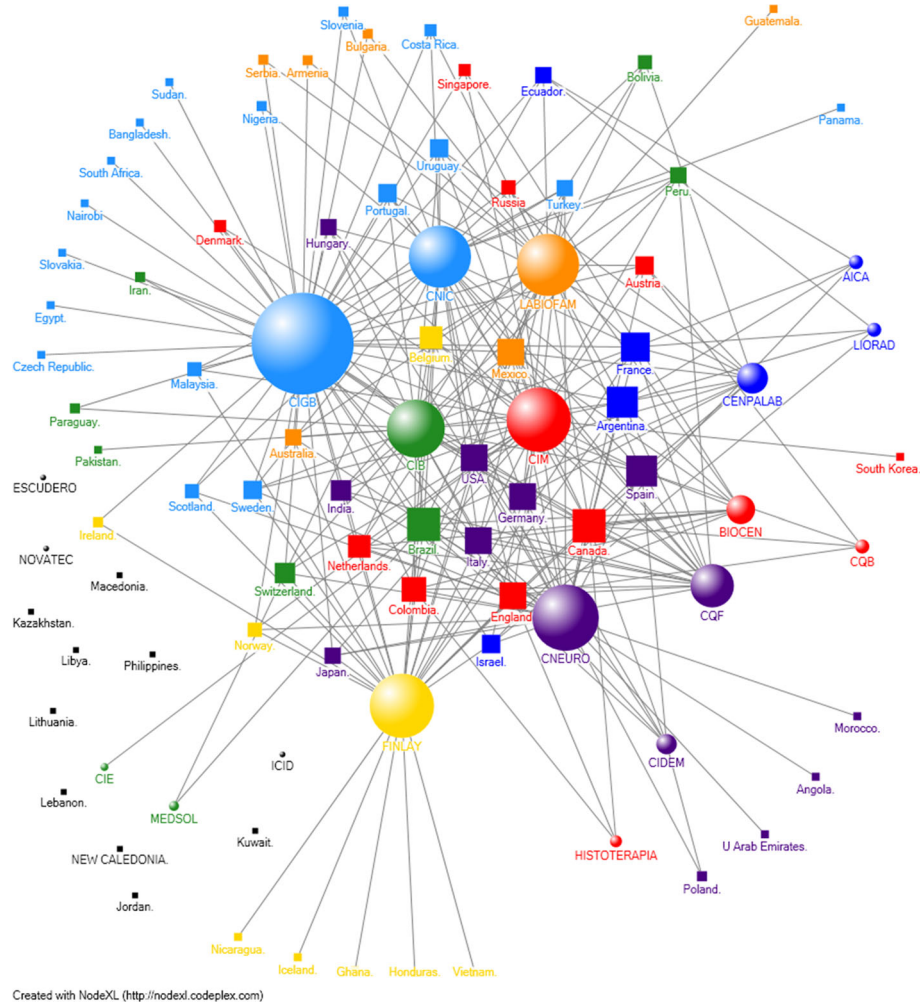 Guatemala.
Slovenia.
Bulgaria.
Costa Rica.
Serbia.
Armenia
Singapore.
Bolivia.
Ecuador.
Sudan.
Nigeria.
Panama.
Bangladesh.
Uruguay.
South Africa.
Peru.
Russia
Turkey.
Portugal.
Nairobi
Denmark.
Hungary.
Slovakia.
CNIC
LABIOFAM
Austria.
AICA
Iran.
Egypt.
LIORAD
Czech Republic.
Belgium.
Mexico
France.
Malaysia.
CIGB
CENPALAB
Paraguay.
Argentina.
Australia.
CIB
CIM
Pakistan.
South Korea.
ESCUDERO
USA.
Spain.
Scotland.
Sweden.
India.
Germany.
Ireland.
BIOCEN
Brazil.
Italy.
Canada.
NOVATEC
CQB
Netherlands.
Macedonia.
Switzerland.
CQF
Colombia.
England
Kazakhstan.
Norway.
CNEURO
Libya.
Philippines.
Israel.
Japan.
Lithuania.
Morocco.
FINLAY
ICID
CIDEM
CIE
Angola.
Lebanon.
MEDSOL
Kuwait.
U Arab Emirates.
NEW CALEDONIA.
HISTOTERAPIA
Poland.
Jordan.
Nicaragua.
Iceland.
Ghana.
Honduras.
Vietnam.
Created with NodeXL (http://nodexl.codeplex.com)